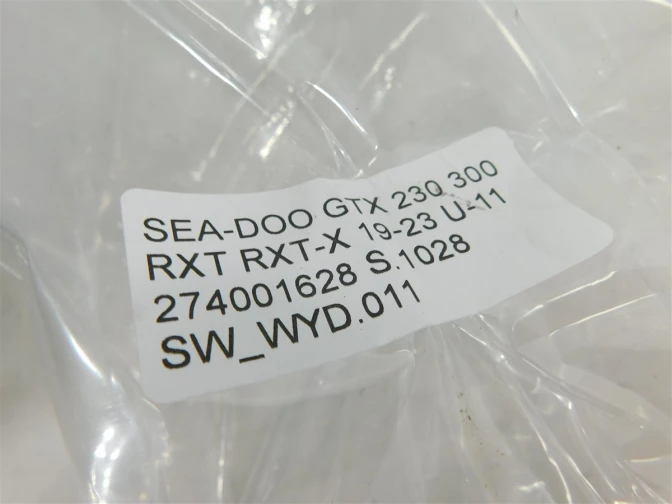 SEA-DOO GTX 230 300
RXT RXT-X 19-23 U-11
274001628 S.1028
SW_WYD.011